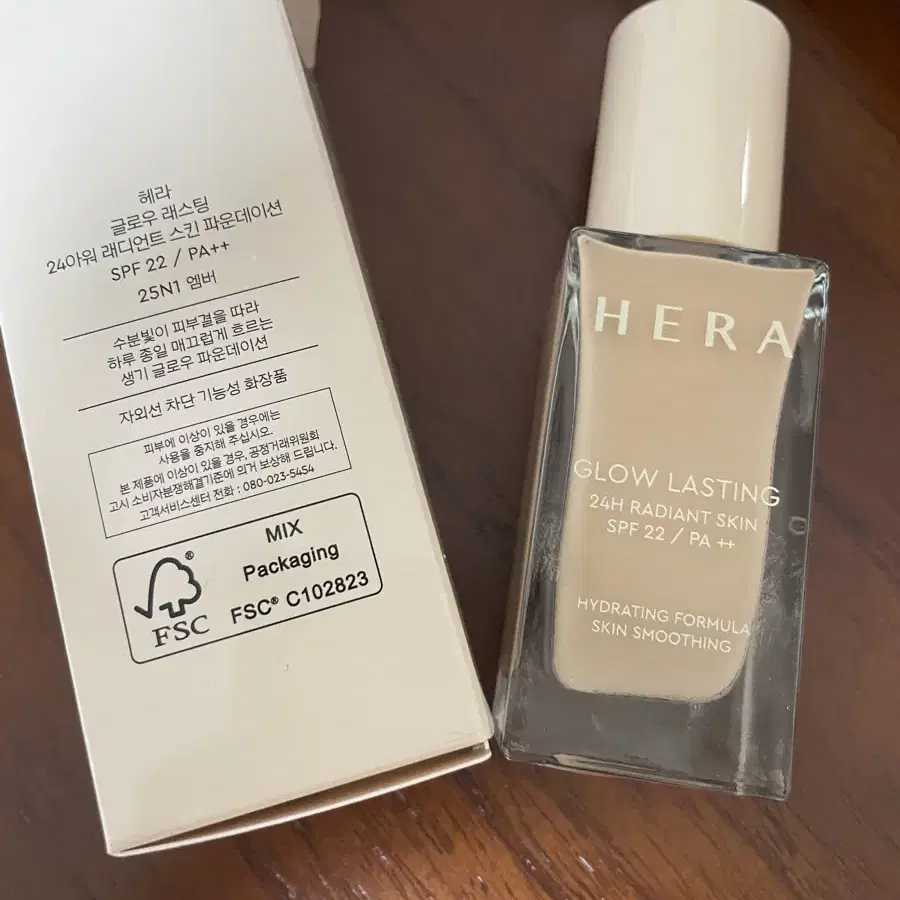 헤라
글로우 래스팅
24아워 래디언트 스킨 파운데이션
SPF 22 / PA++
25N1 엠버
수분빛이 피부결을 따라
하루 종일 매끄럽게 흐르는
생기 글로우 파운데이션
자외선 차단 기능성 화장품
피부에 이상이 있을 경우에는
사용을 중지해 주십시오.
본 제품에 이상이 있을 경우, 공정거래위원회
고시 소비자분쟁해결기준에 의거 보상해 드립니다.
고객서비스센터 전화 : 080-023-5454
FSC
®
MIX
Packaging
FSC® C102823
HERA
GLOW LASTING
24H RADIANT SKIN
SPF 22 / PA ++
HYDRATING FORMULA
SKIN SMOOTHING